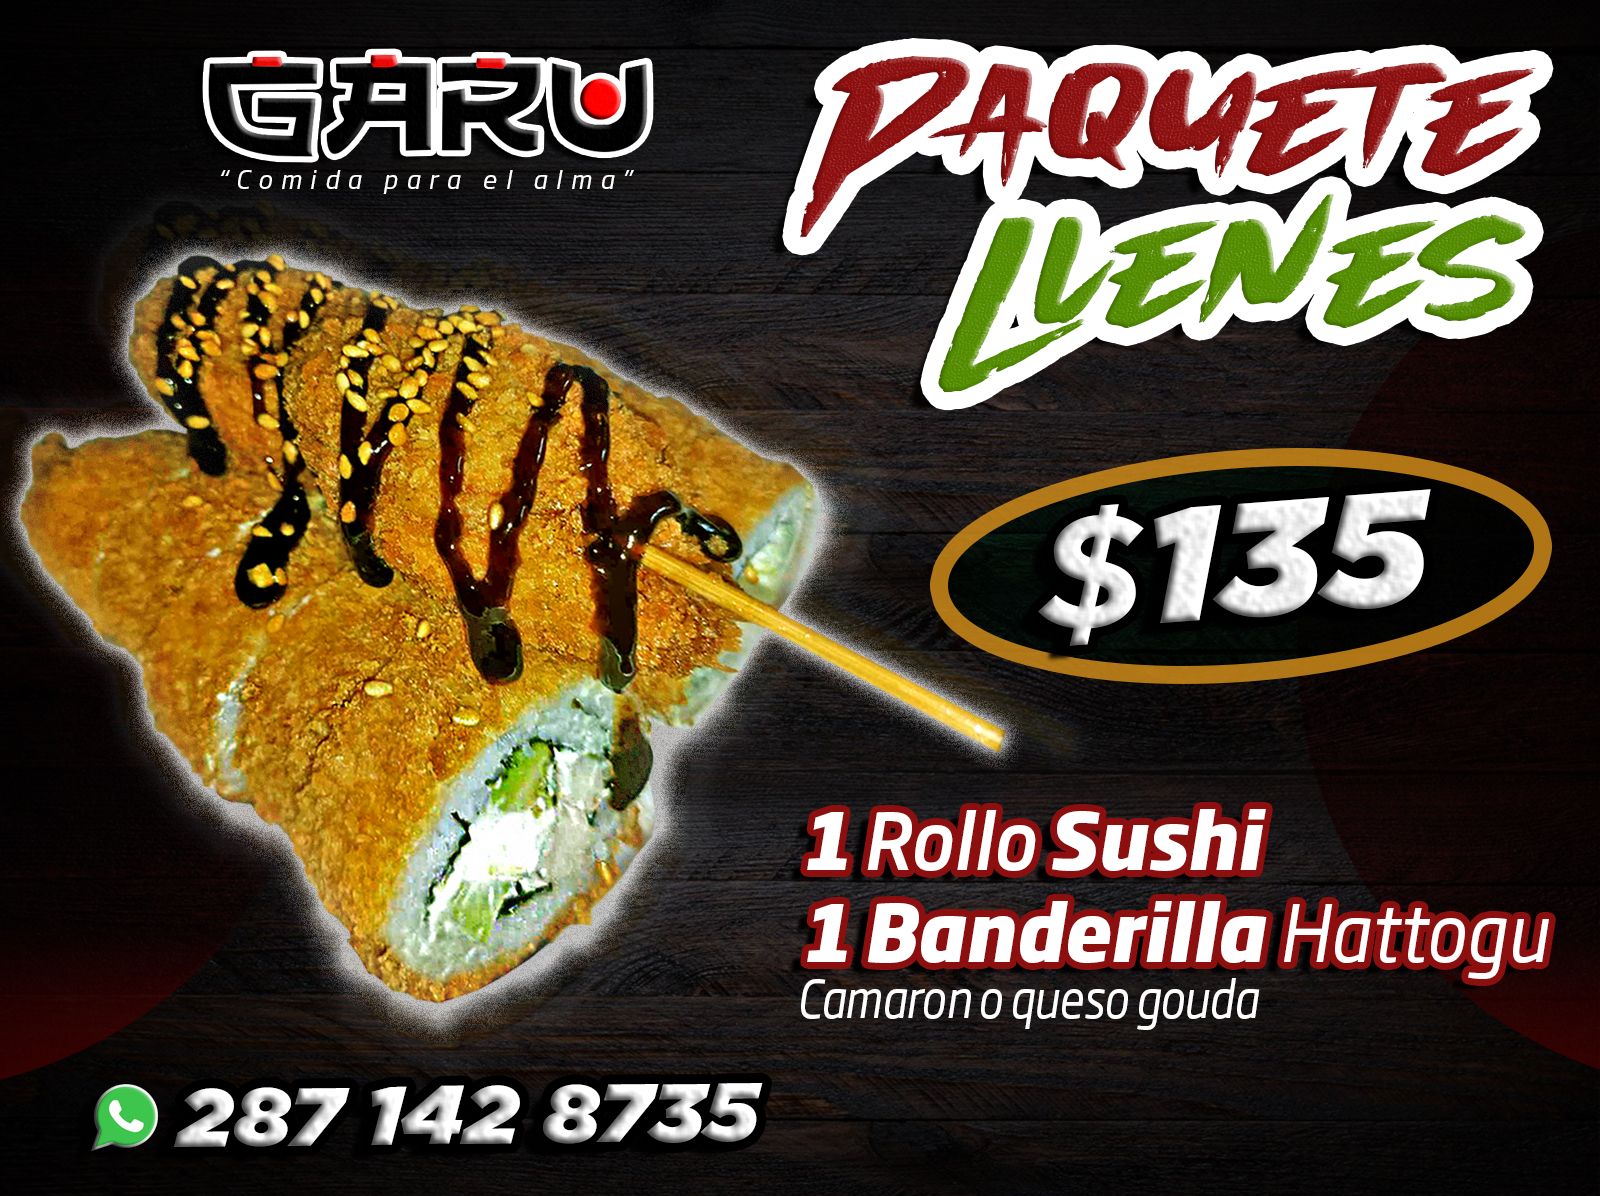 GARU
“Comida para el alma”
PAQUETE
LLENES
$135
1 Rollo Sushi
1 Banderilla Hattogu
Camaron o queso gouda
287 142 8735